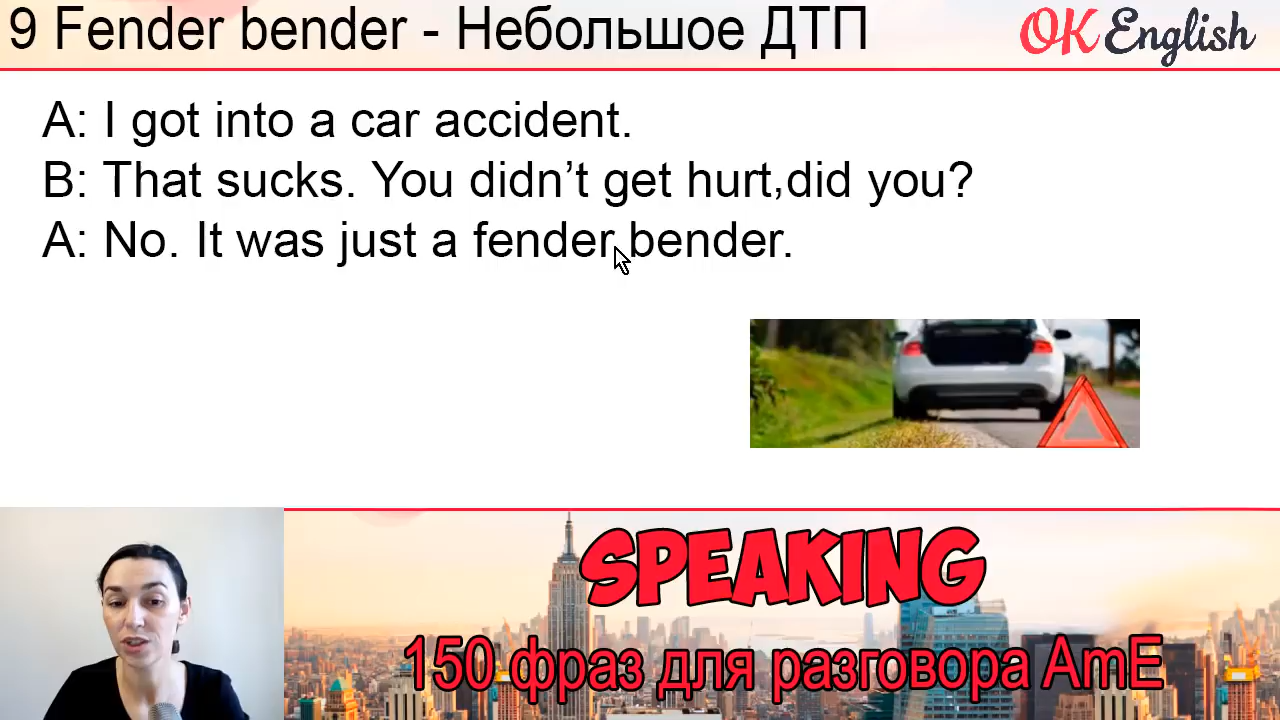 9 Fender bender - Небольшое ДТП
OK English
A: I got into a car accident.
B: That sucks. You didn’t get hurt,did you?
A: No. It was just a fender bender.
SPEAKING
150 фраз для разговора AmE